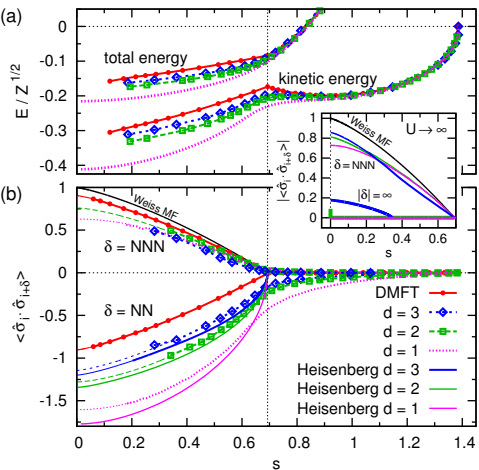 (a)
0
-0.1
-0.2
-0.3
-0.4
E / Z^1/2
total energy
kinetic energy
1
0.8
0.6
0.4
0.2
0
|<σ̂i · σ̂i+δ>|
Weiss MF
U → ∞
δ = NNN
|δ| = ∞
0 0.2 0.4 0.6
s
(b)
1
0.5
0
-0.5
-1
-1.5
<σ̂i · σ̂i+δ>
Weiss MF
δ = NNN
δ = NN
DMFT
d = 3
d = 2
d = 1
Heisenberg d = 3
Heisenberg d = 2
Heisenberg d = 1
0 0.2 0.4 0.6 0.8 1 1.2 1.4
s